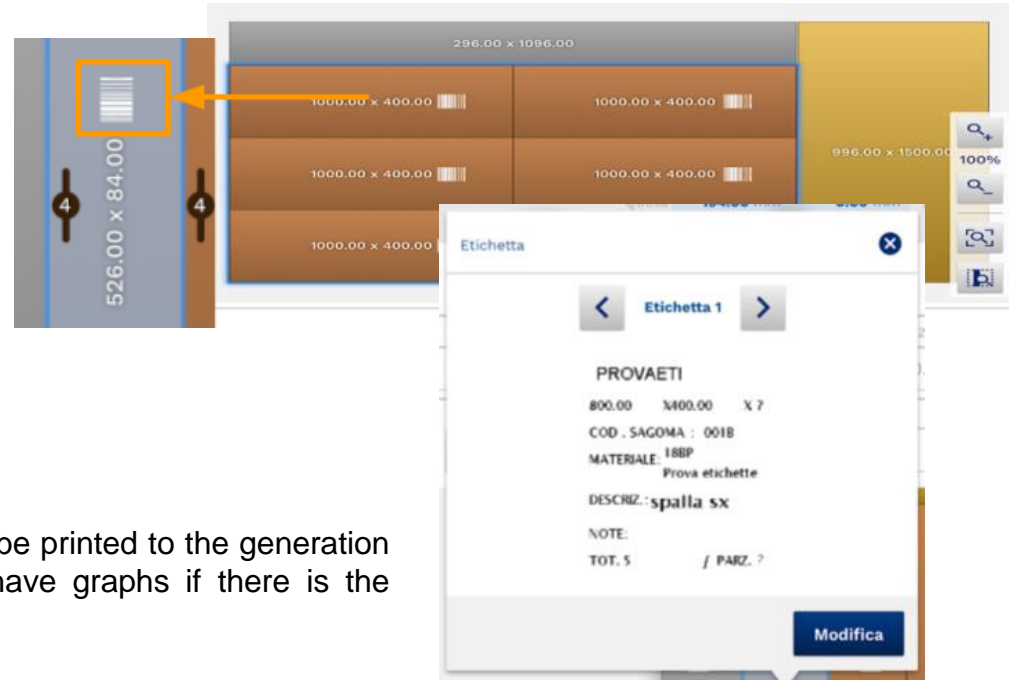 296.00 x 1096.00
1000.00 x 400.00
1000.00 x 400.00
996.00 x 1500.00
100%
1000.00 x 400.00
1000.00 x 400.00
1000.00 x 400.00
4
526.00 x 84.00
4
Etichetta
Etichetta 1
PROVAETI
800.00 X400.00 X ?
COD . SAGOMA : 001B
MATERIALE: 18BP
Prova etichette
DESCRIZ.: spalla sx
NOTE:
TOT. 5 / PARZ. ?
Modifica
be printed to the generation
have graphs if there is the